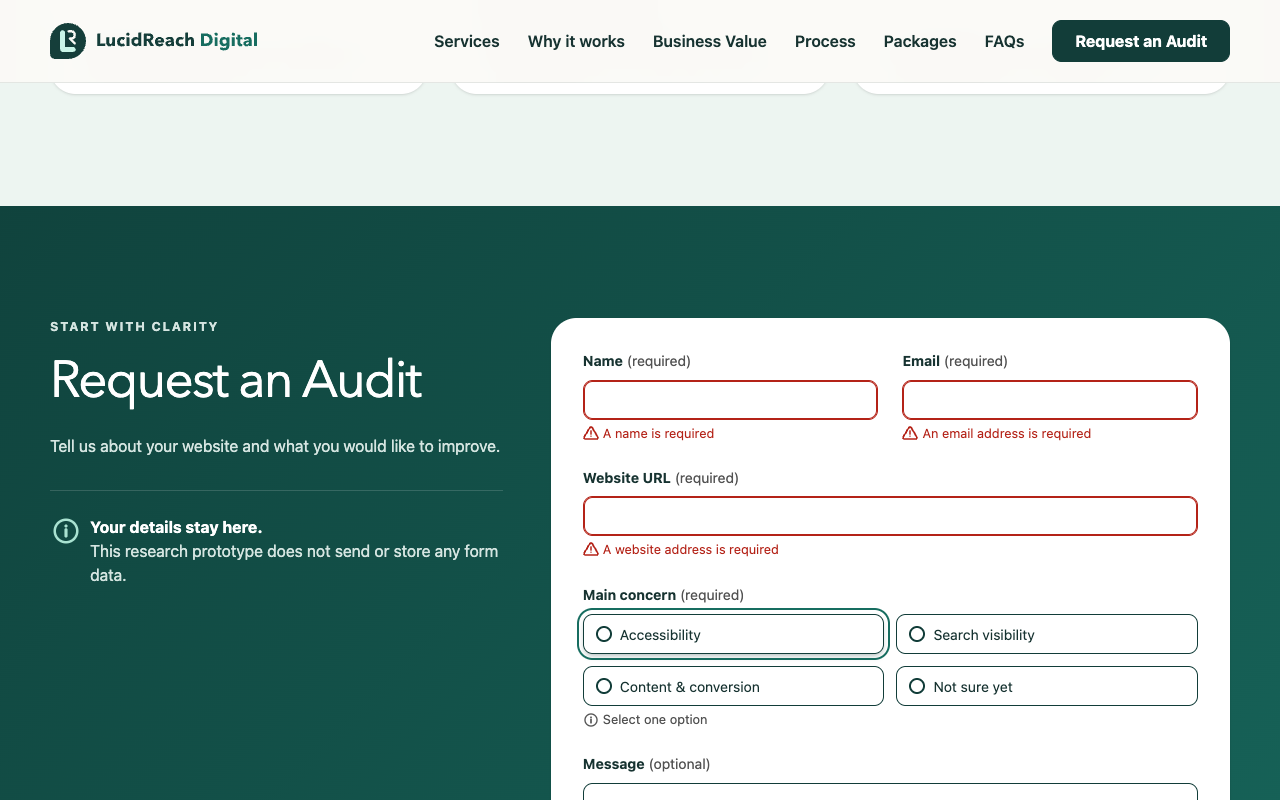 LucidReach Digital
Services
Why it works
Business Value
Process
Packages
FAQs
Request an Audit
START WITH CLARITY
Request an Audit
Tell us about your website and what you would like to improve.
Your details stay here.
This research prototype does not send or store any form
data.
Name (required)
Email (required)
A name is required
An email address is required
Website URL (required)
A website address is required
Main concern (required)
Accessibility
Search visibility
Content & conversion
Not sure yet
Select one option
Message (optional)